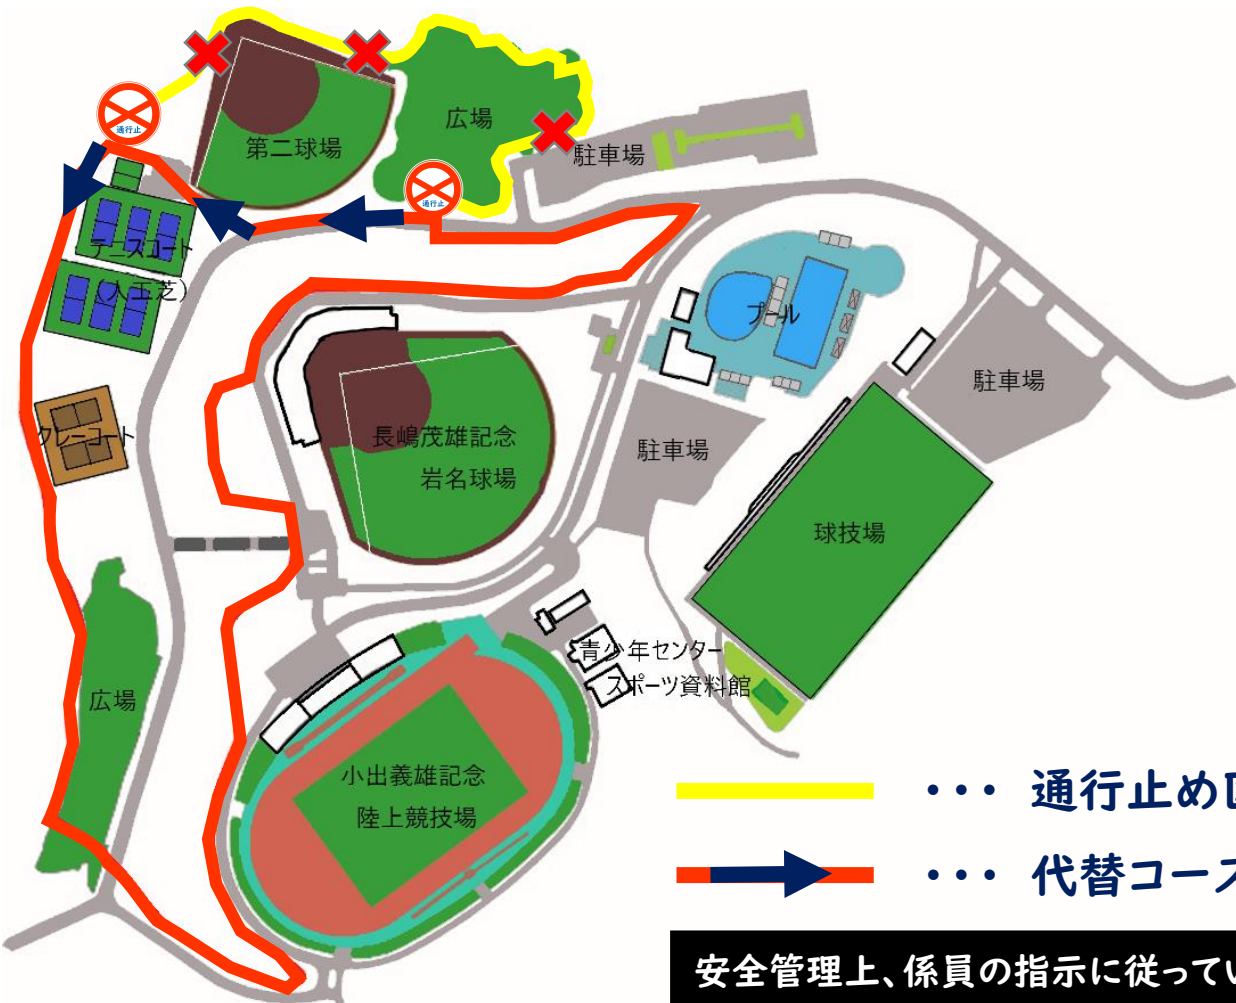 通行止
第二球場
広場
駐車場
通行止
テニスコート
(人工芝)
プール
駐車場
クレーコート
長嶋茂雄記念
岩名球場
駐車場
球技場
青少年センター
スポーツ資料館
広場
小出義雄記念
陸上競技場
・・・ 通行止め
・・・ 代替コース
安全管理上、係員の指示に従ってい